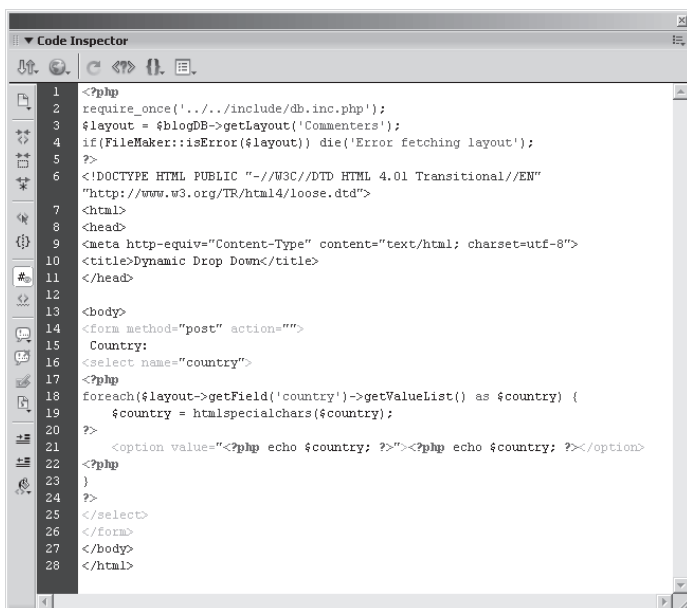 Code Inspector
1 <?php
2 require_once('../../include/db.inc.php');
3 $layout = $blogDB->getLayout('Commenters');
4 if(FileMaker::isError($layout)) die('Error fetching layout');
5 ?>
6 <!DOCTYPE HTML PUBLIC "-//W3C//DTD HTML 4.01 Transitional//EN"
"http://www.w3.org/TR/html4/loose.dtd">
7 <html>
8 <head>
9 <meta http-equiv="Content-Type" content="text/html; charset=utf-8">
10 <title>Dynamic Drop Down</title>
11 </head>
12
13 <body>
14 <form method="post" action="">
15  Country:
16 <select name="country">
17 <?php
18 foreach($layout->getField('country')->getValueList() as $country) {
19     $country = htmlspecialchars($country);
20 ?>
21     <option value="<?php echo $country; ?>"><?php echo $country; ?></option>
22 <?php
23 }
24 ?>
25 </select>
26 </form>
27 </body>
28 </html>